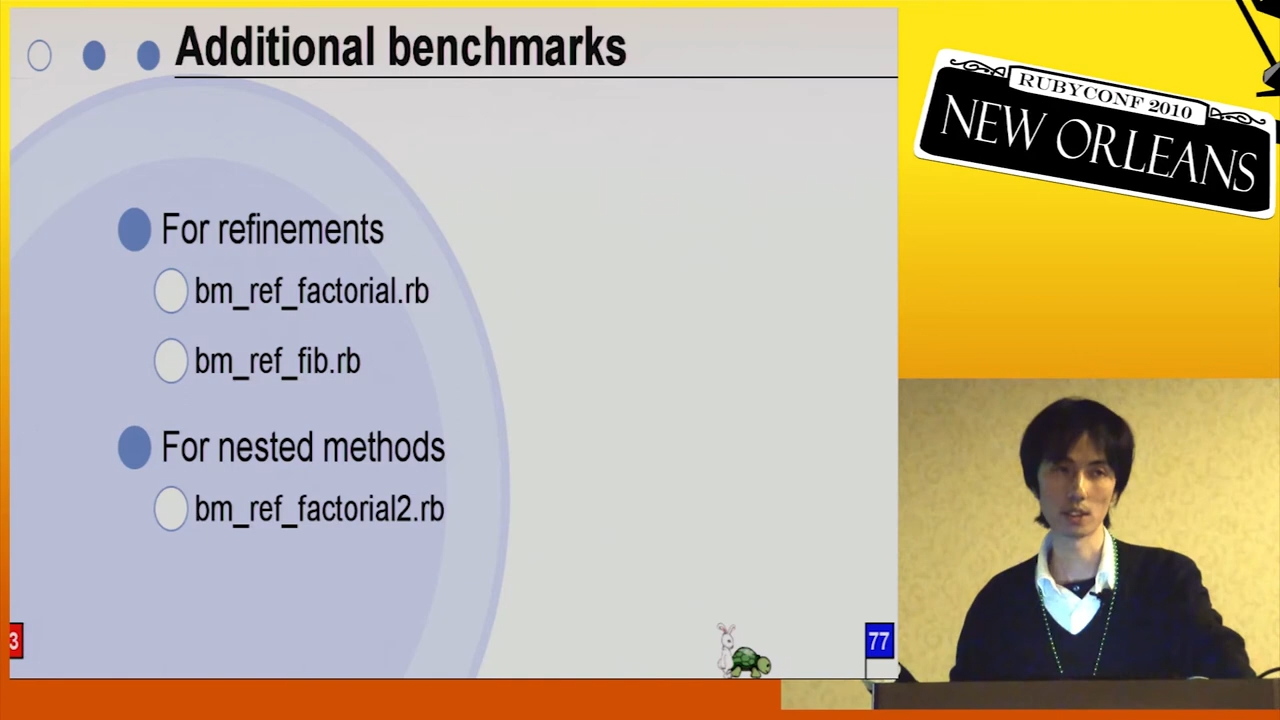 Additional benchmarks
For refinements
bm_ref_factorial.rb
bm_ref_fib.rb
For nested methods
bm_ref_factorial2.rb
3
77
RUBYCONF 2010
NEW ORLEANS